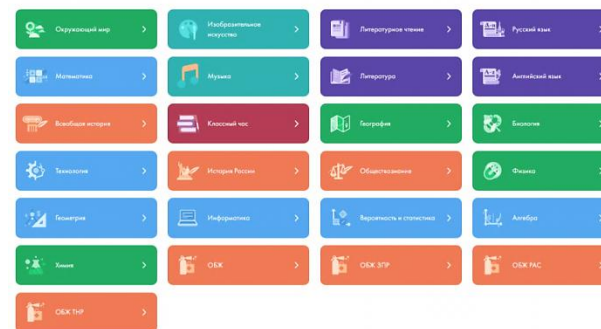 Окружающий мир
Изобразительное
искусство
Литературное чтение
Русский язык
Математика
Музыка
Литература
Английский язык
Всеобщая история
Классный час
География
Биология
Технология
История России
Обществознание
Физика
Геометрия
Информатика
Вероятность и статистика
Алгебра
Химия
ОБЖ
ОБЖ ЗПР
ОБЖ РАС
ОБЖ ТНР